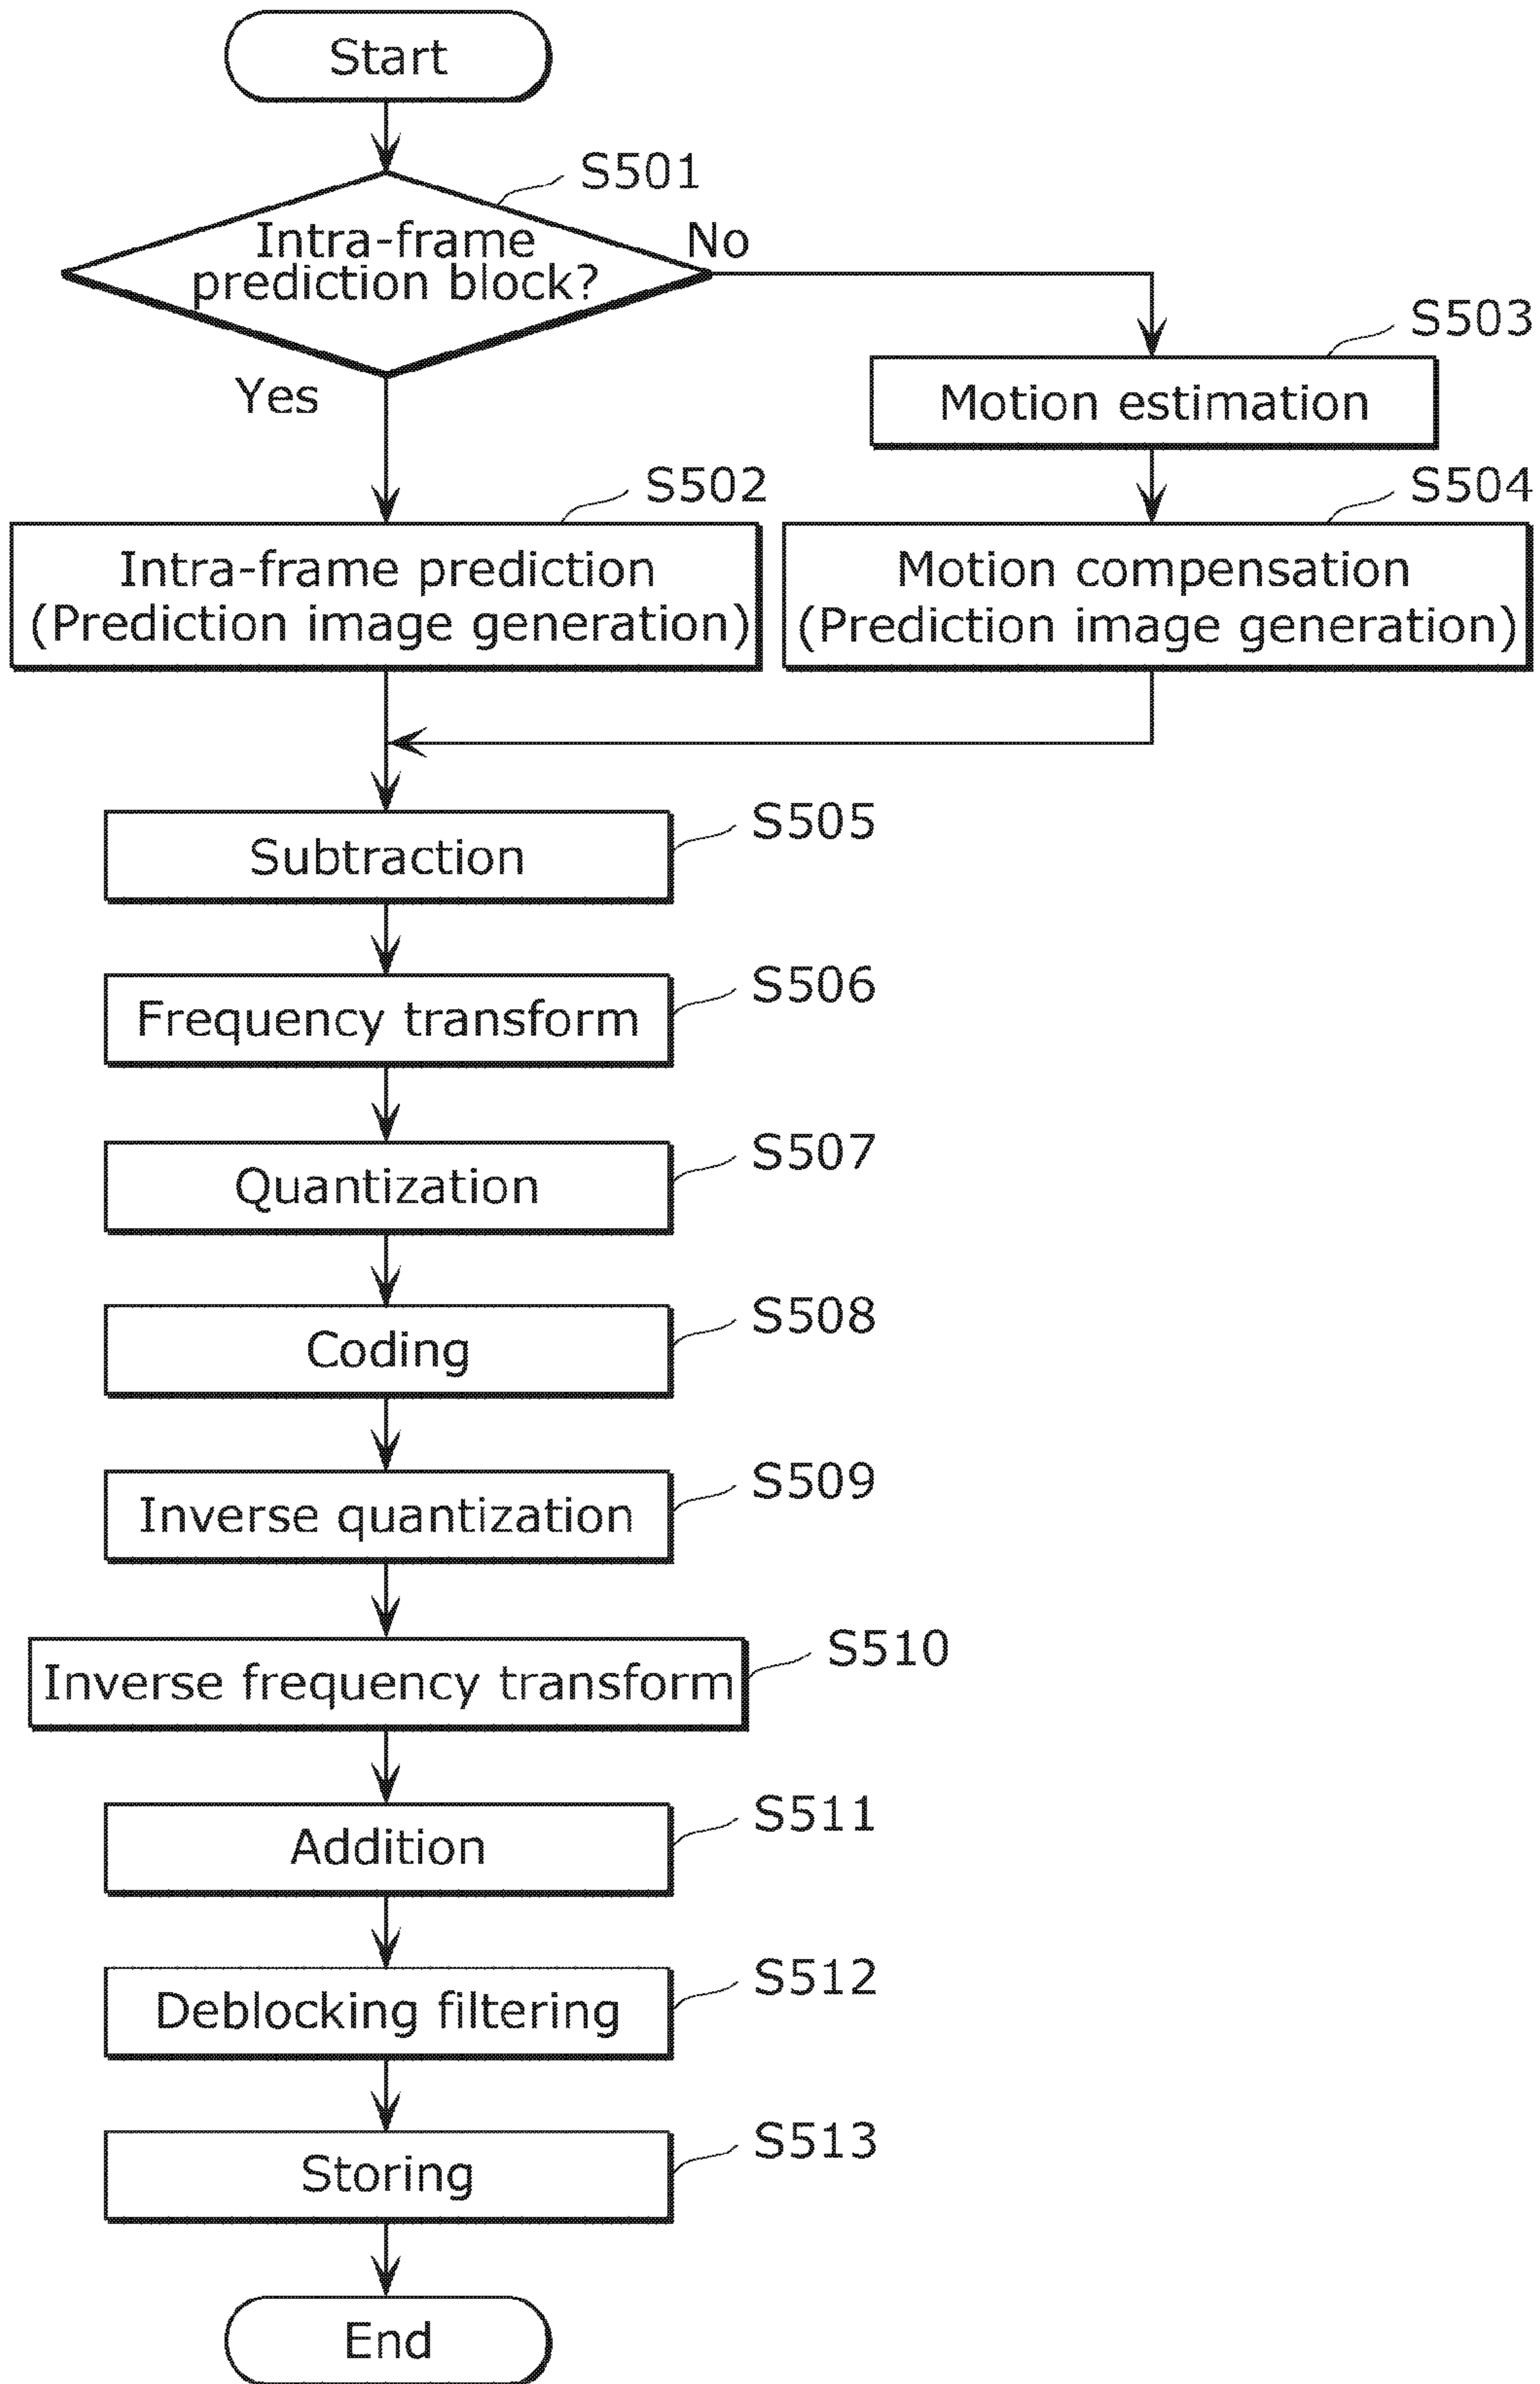 Start
S501
Intra-frame
prediction block?
No
Yes
S503
Motion estimation
S502
Intra-frame prediction
(Prediction image generation)
S504
Motion compensation
(Prediction image generation)
S505
Subtraction
S506
Frequency transform
S507
Quantization
S508
Coding
S509
Inverse quantization
S510
Inverse frequency transform
S511
Addition
S512
Deblocking filtering
S513
Storing
End